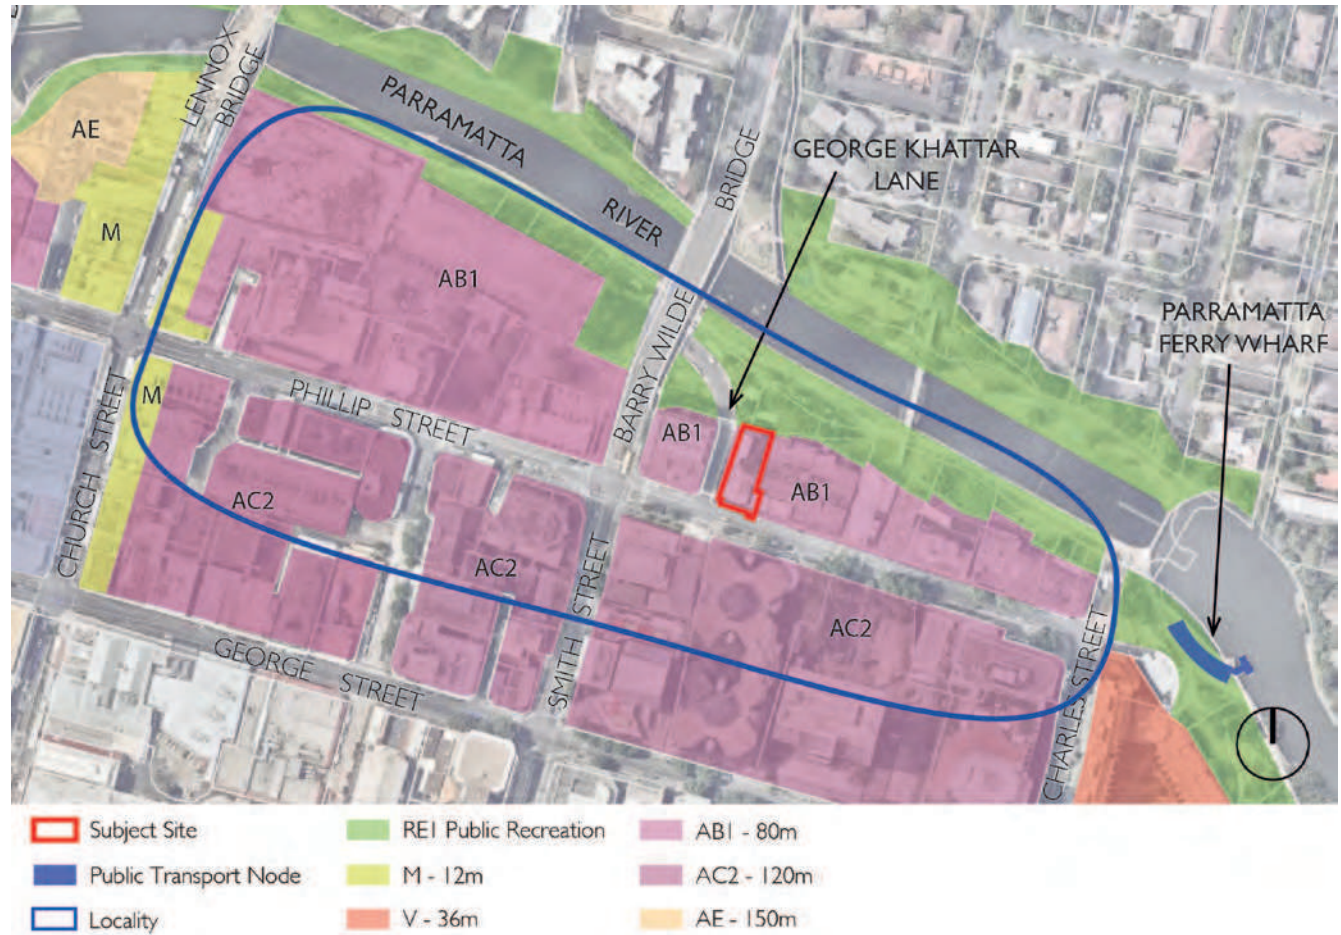 LENNOX
BRIDGE
PARRAMATTA
RIVER
BRIDGE
GEORGE KHATTAR
LANE
AE
M
AB1
BARRY WILDE
PARRAMATTA
FERRY WHARF
M
PHILLIP STREET
AB1
AB1
CHURCH STREET
AC2
AC2
SMITH STREET
AC2
GEORGE STREET
CHARLES STREET
Subject Site
RE1 Public Recreation
AB1 - 80m
Public Transport Node
M - 12m
AC2 - 120m
Locality
V - 36m
AE - 150m